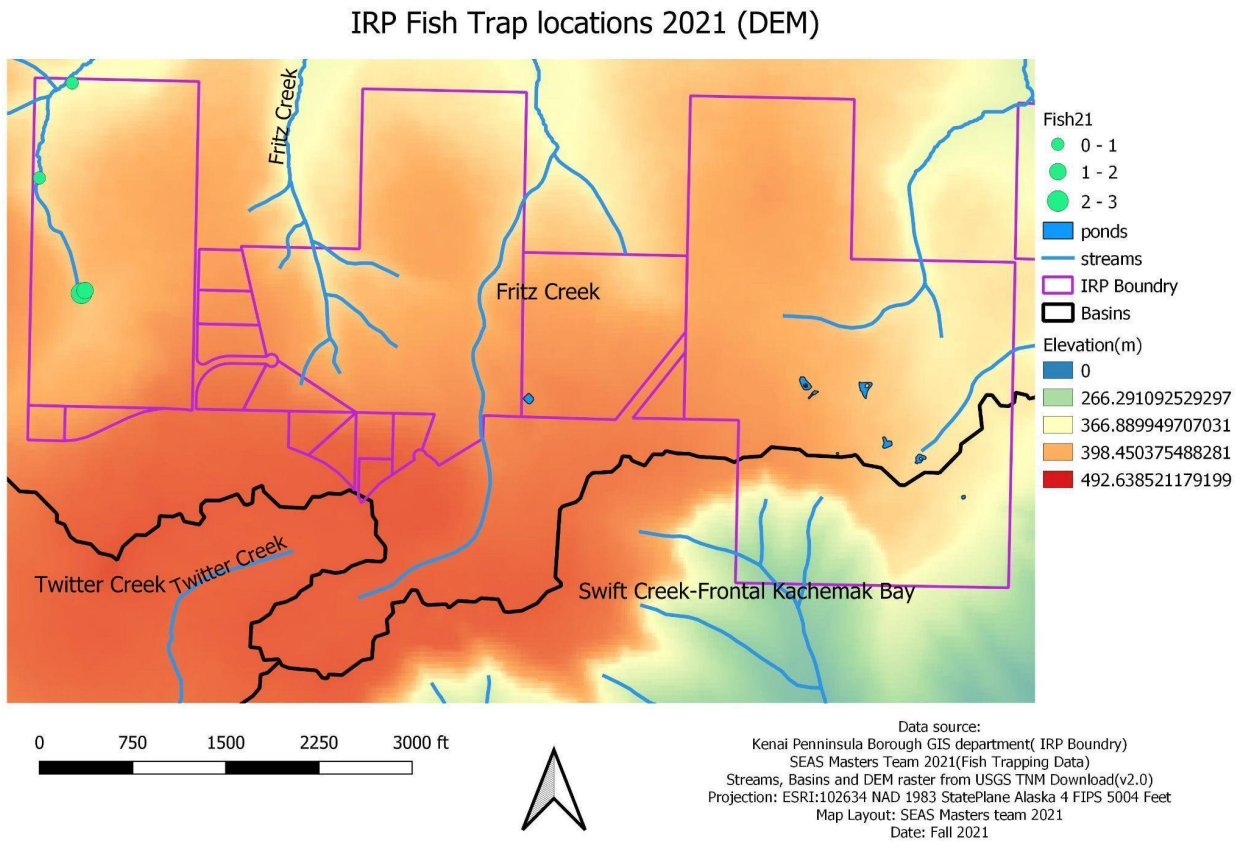 IRP Fish Trap locations 2021 (DEM)
Fritz Creek
Fritz Creek
Twitter Creek
Twitter Creek
Swift Creek-Frontal Kachemak Bay
Fish21
0 - 1
1 - 2
2 - 3
ponds
streams
IRP Boundry
Basins
Elevation(m)
0
266.291092529297
366.889949707031
398.450375488281
492.638521179199
0 750 1500 2250 3000 ft
Data source:
Kenai Penninsula Borough GIS department( IRP Boundry)
SEAS Masters Team 2021(Fish Trapping Data)
Streams, Basins and DEM raster from USGS TNM Download(v2.0)
Projection: ESRI:102634 NAD 1983 StatePlane Alaska 4 FIPS 5004 Feet
Map Layout: SEAS Masters team 2021
Date: Fall 2021